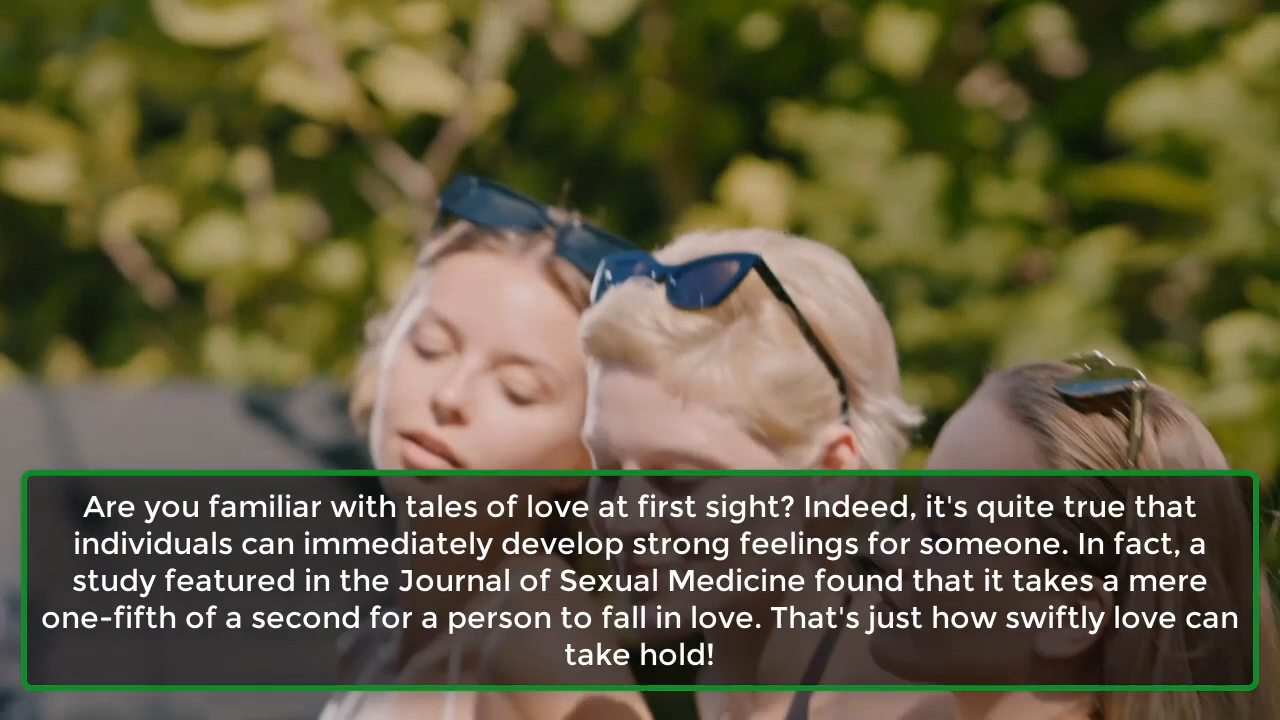 Are you familiar with tales of love at first sight? Indeed, it's quite true that
individuals can immediately develop strong feelings for someone. In fact, a
study featured in the Journal of Sexual Medicine found that it takes a mere
one-fifth of a second for a person to fall in love. That's just how swiftly love can
take hold!